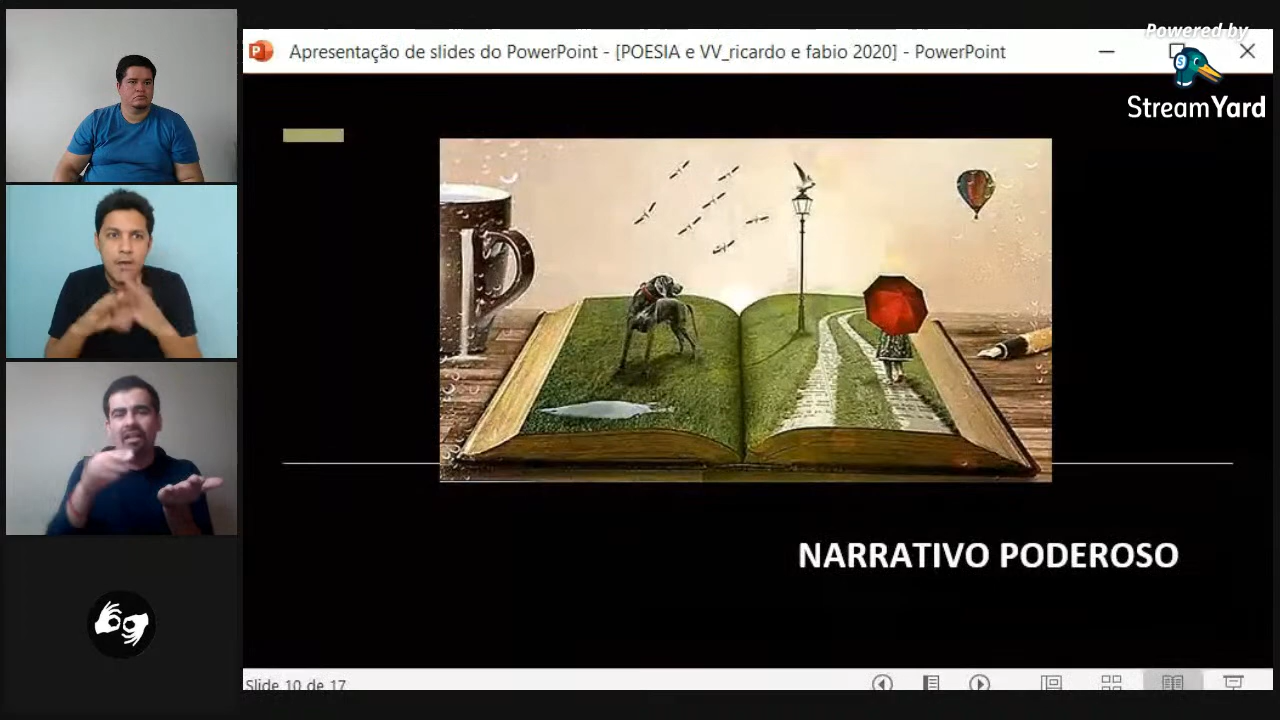 Apresentação de slides do PowerPoint - [POESIA e VV_ricardo e fabio 2020] - PowerPoint
Powered by
StreamYard
NARRATIVO PODEROSO
Slide 10 de 17